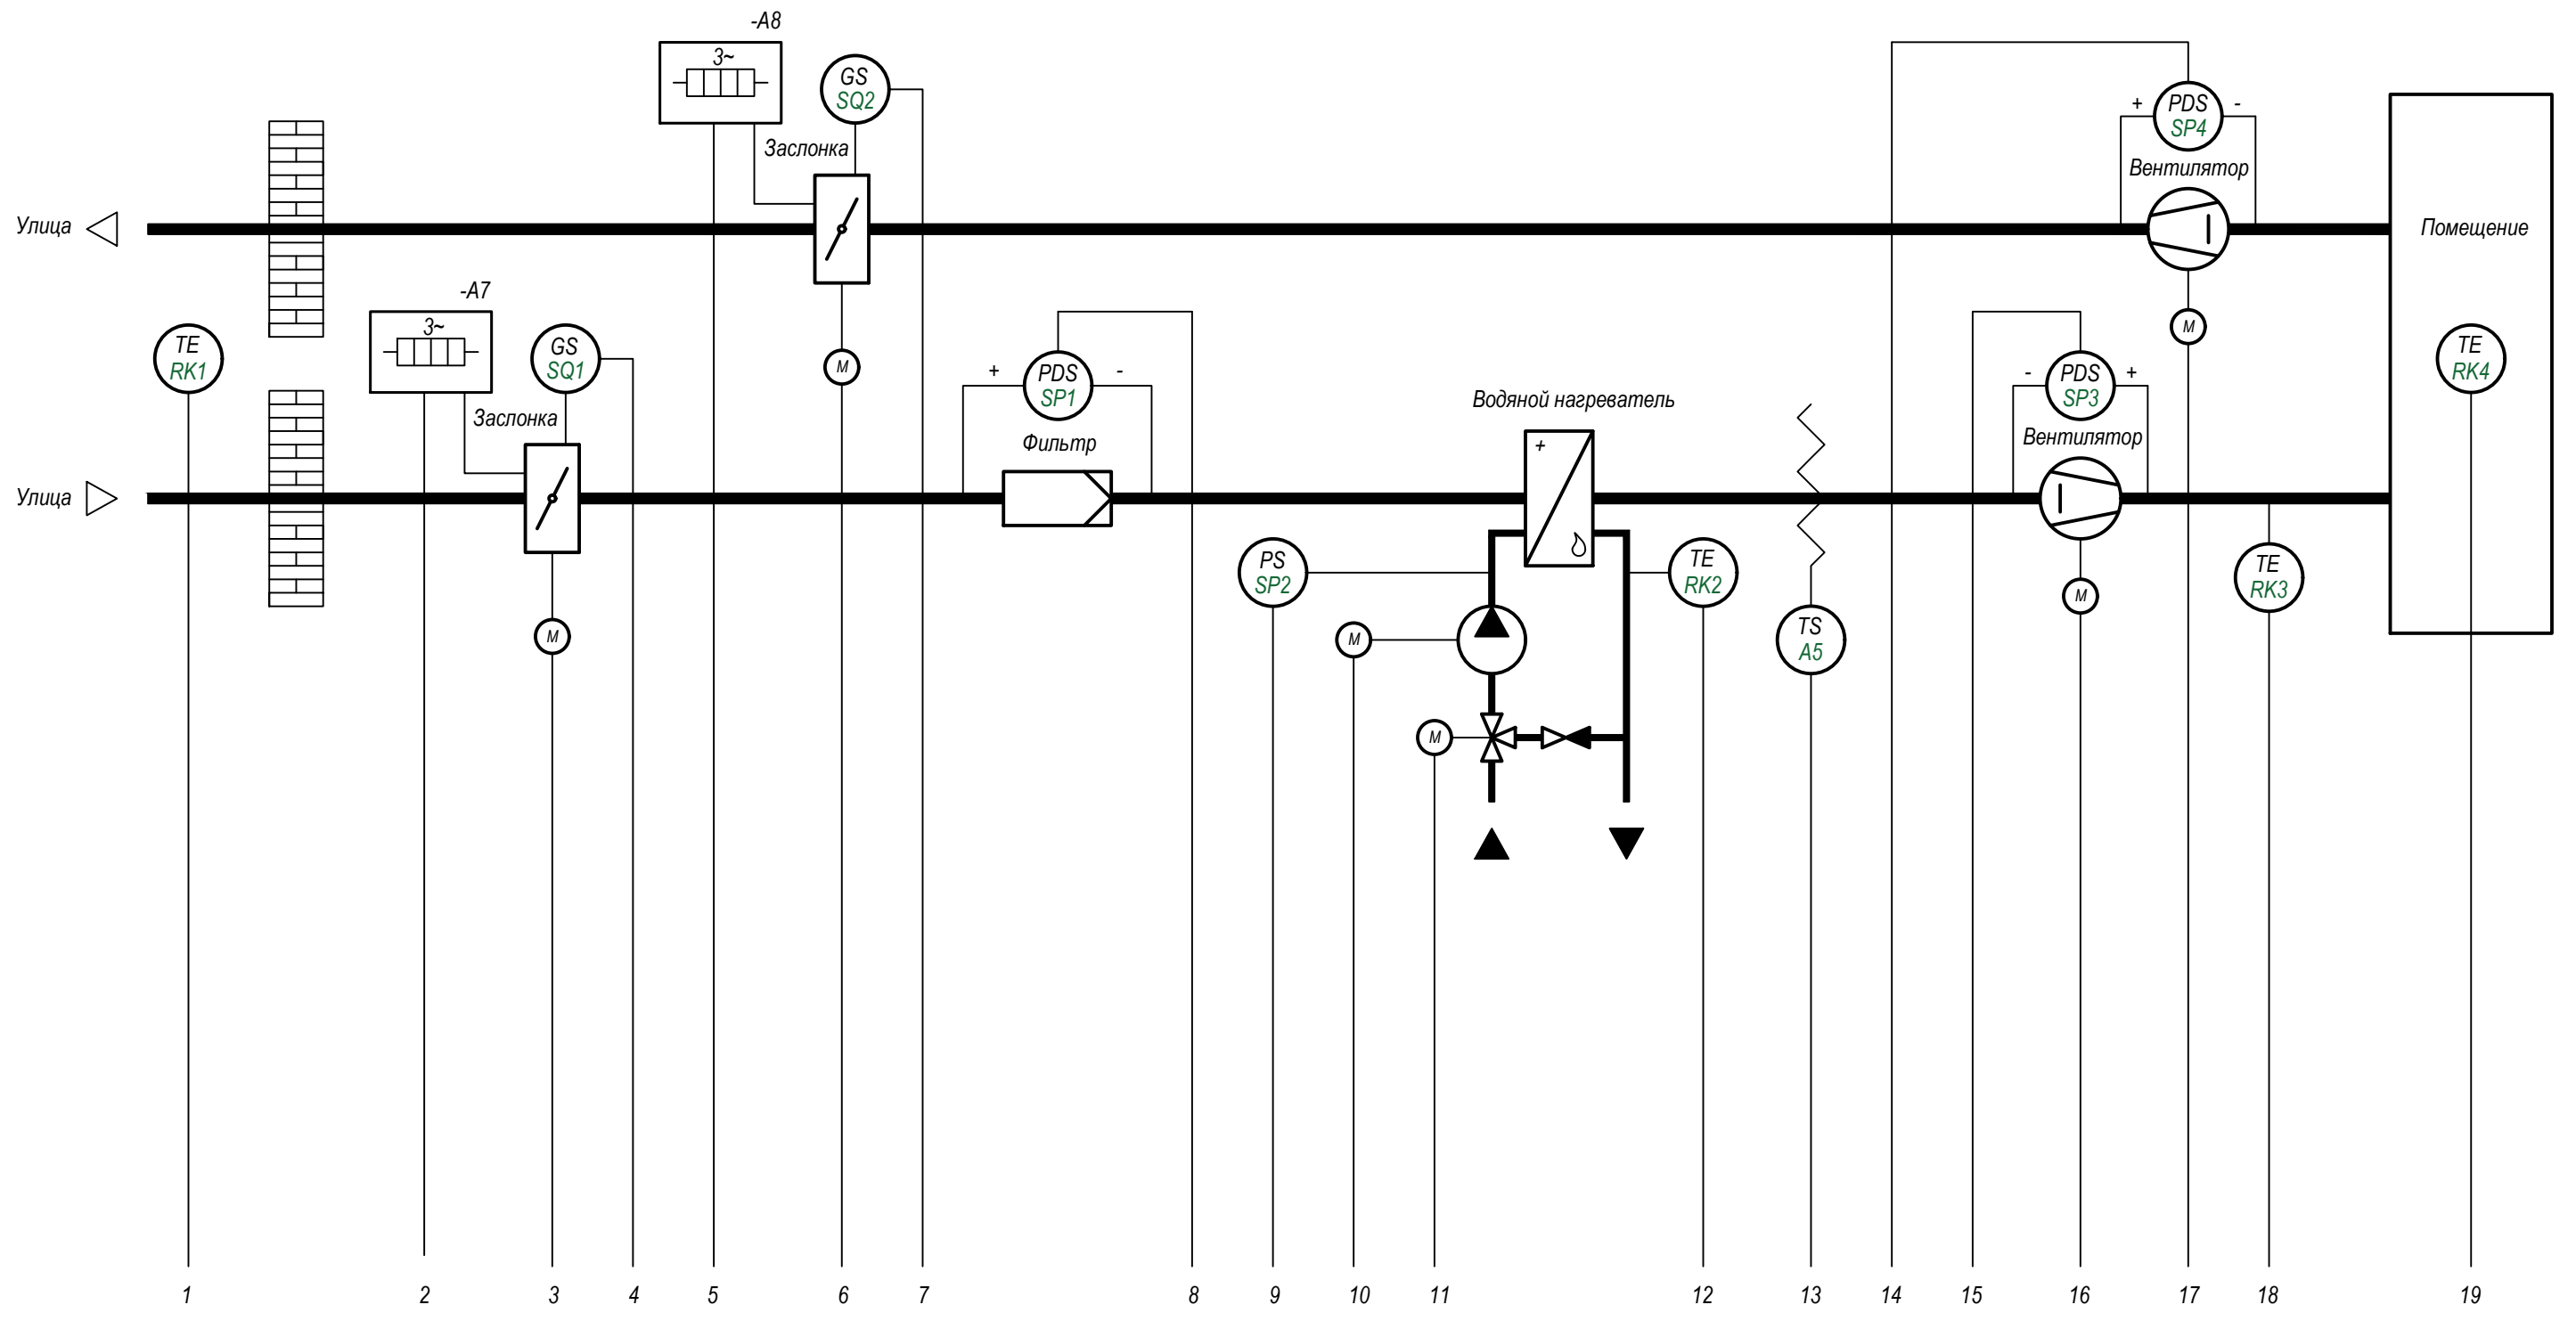 -A8
3~
GS
SQ2
Заслонка
+
PDS
SP4
-
Вентилятор
Улица
Помещение
-A7
3~
TE
RK1
GS
SQ1
Заслонка
M
+
PDS
SP1
-
Фильтр
Водяной нагреватель
+
M
-
PDS
SP3
+
Вентилятор
TE
RK4
Улица
PS
SP2
TE
RK2
M
TE
RK3
M
M
TS
A5
M
1 2 3 4 5 6 7 8 9 10 11 12 13 14 15 16 17 18 19